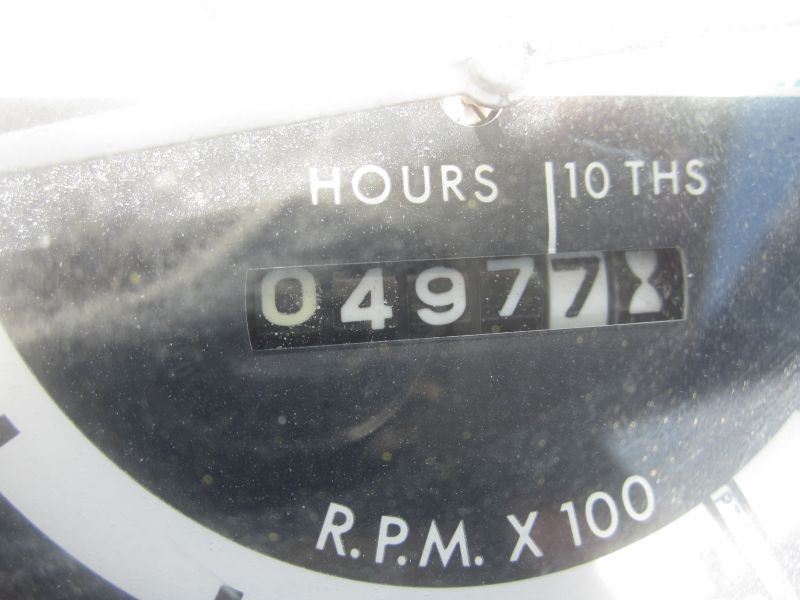 HOURS | 10 THS
04977
R.P.M. X 100